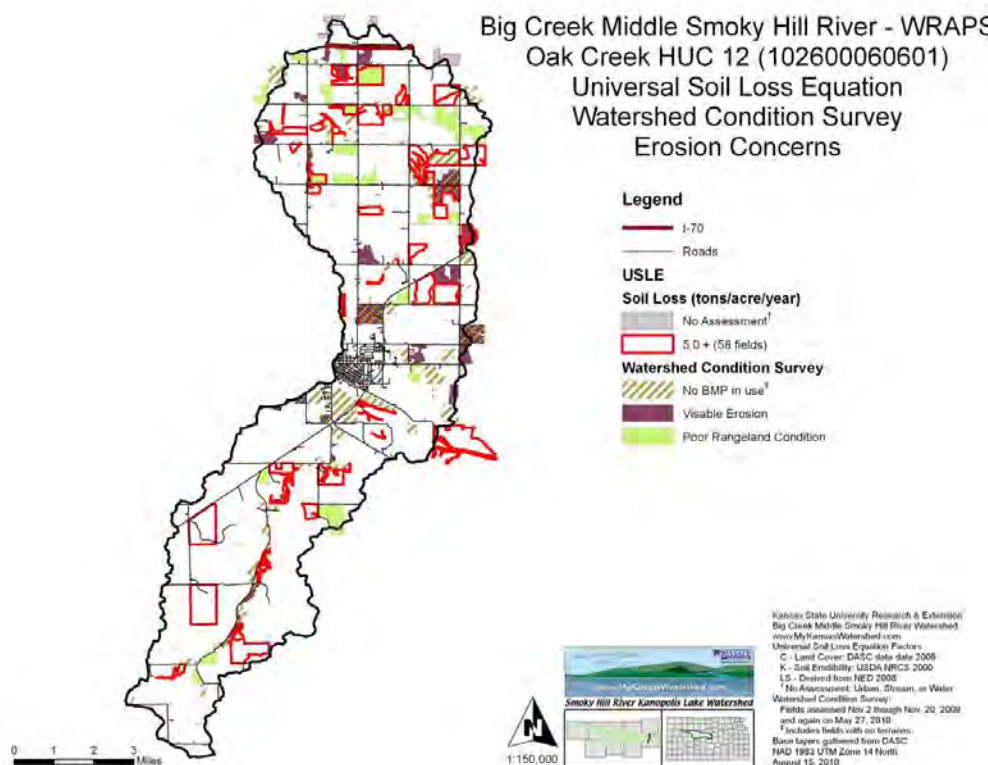 Big Creek Middle Smoky Hill River - WRAPS
Oak Creek HUC 12 (102600060601)
Universal Soil Loss Equation
Watershed Condition Survey
Erosion Concerns
Legend
I-70
Roads
USLE
Soil Loss (tons/acre/year)
No Assessment†
5.0 + (58 fields)
Watershed Condition Survey
No BMP in use‡
Visable Erosion
Poor Rangeland Condition
Kansas State University Research & Extension
Big Creek Middle Smoky Hill River Watershed
www.MyKansasWatershed.com
Universal Soil Loss Equation Factors
C - Land Cover: DASC data date 2005
K - Soil Erodibility: USDA NRCS 2000
LS - Derived from NED 2008
† No Assessment: Urban, Stream, or Water
Watershed Condition Survey:
Fields assessed Nov 2 though Nov. 20, 2009
and again on May 27, 2010
‡ Includes fields with no terraces.
Base layers gathered from DASC
NAD 1983 UTM Zone 14 North
August 15, 2010
www.MyKansasWatershed.com
Smoky Hill River Kanopolis Lake Watershed
N
1:150,000
0 1 2 3
Miles